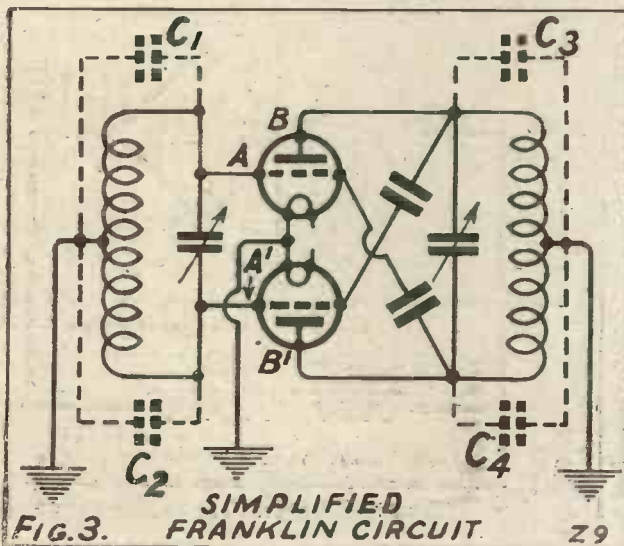 C1
C3
B
A
A'
B'
C2
C4
SIMPLIFIED
FIG.3. FRANKLIN CIRCUIT Z9